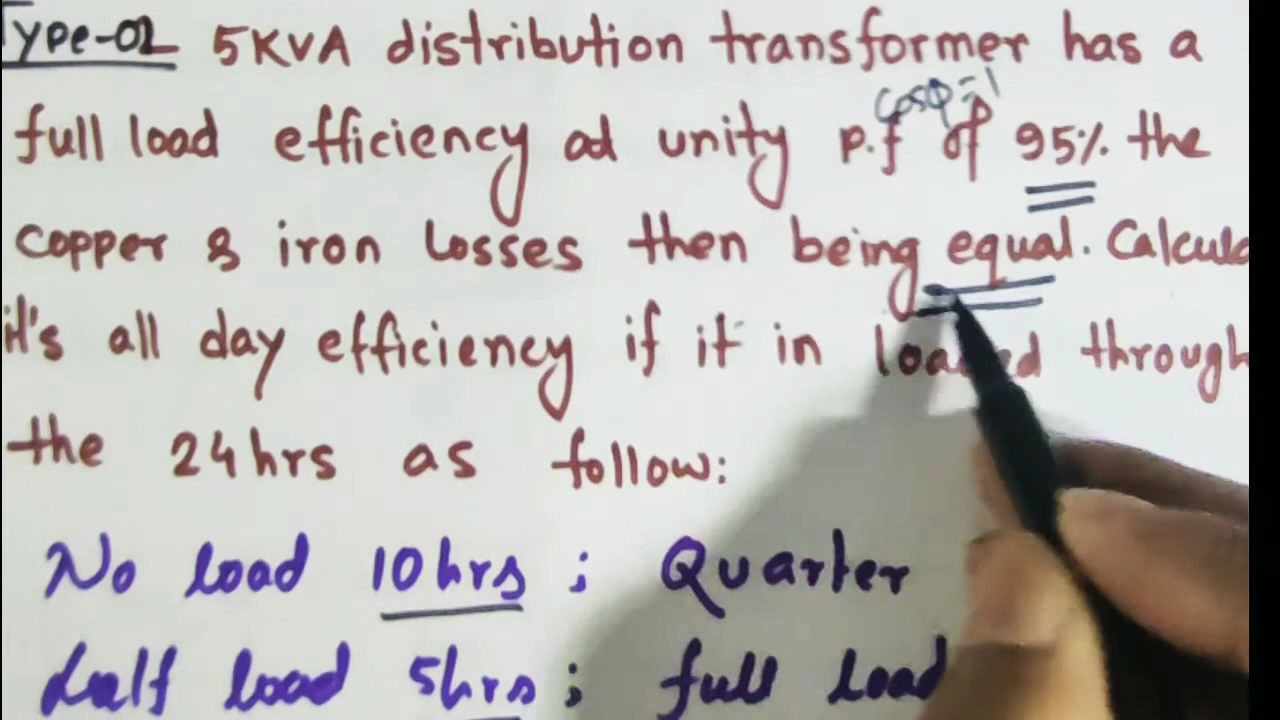 Type-02 5KVA distribution transformer has a
cosφ=1
full load efficiency at unity p.f of 95% the
copper & iron losses then being equal. Calcula
it's all day efficiency if it in loaded through
the 24hrs as follow:
No load 10hrs ; Quarter
Half load 5hrs ; full load